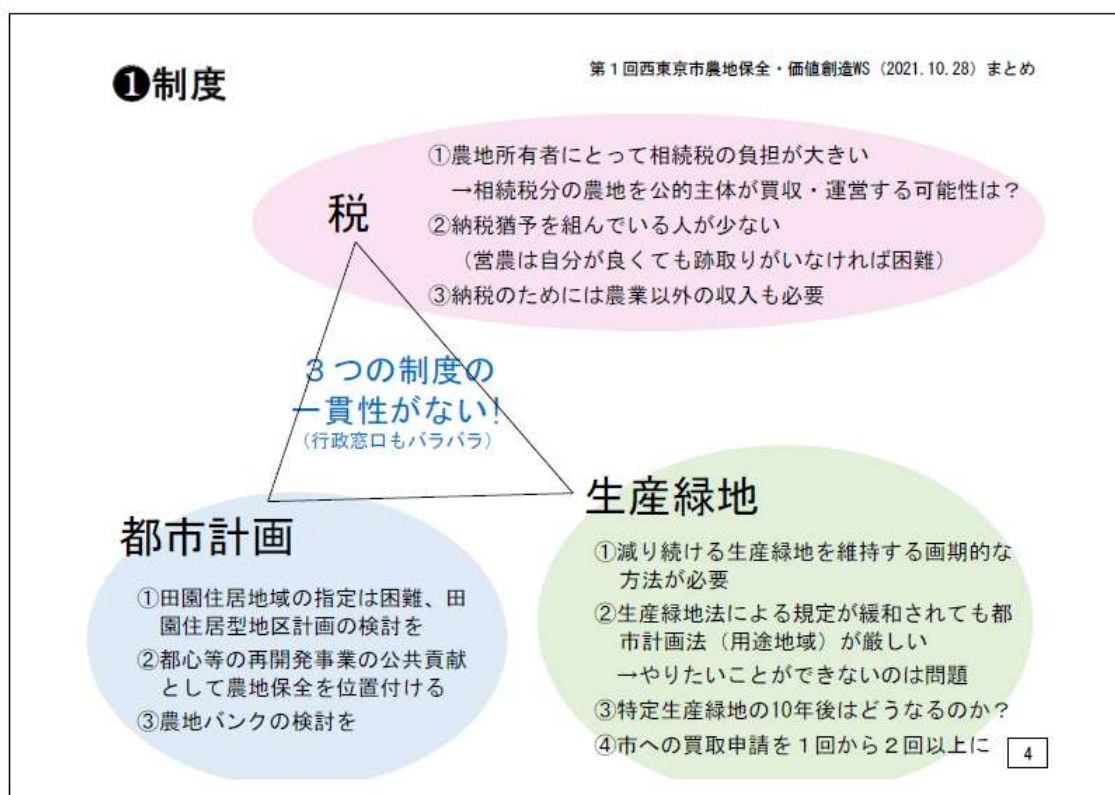 ❶制度
第1回西東京市農地保全・価値創造WS（2021.10.28）まとめ
税
①農地所有者にとって相続税の負担が大きい
→相続税分の農地を公的主体が買収・運営する可能性は？
②納税猶予を組んでいる人が少ない
（営農は自分が良くても跡取りがいなければ困難）
③納税のためには農業以外の収入も必要
３つの制度の
一貫性がない!
（行政窓口もバラバラ）
都市計画
①田園住居地域の指定は困難、田
園住居型地区計画の検討を
②都心等の再開発事業の公共貢献
として農地保全を位置付ける
③農地バンクの検討を
生産緑地
①減り続ける生産緑地を維持する画期的な
方法が必要
②生産緑地法による規定が緩和されても都
市計画法（用途地域）が厳しい
→やりたいことができないのは問題
③特定生産緑地の10年後はどうなるのか？
④市への買取申請を１回から２回以上に
4